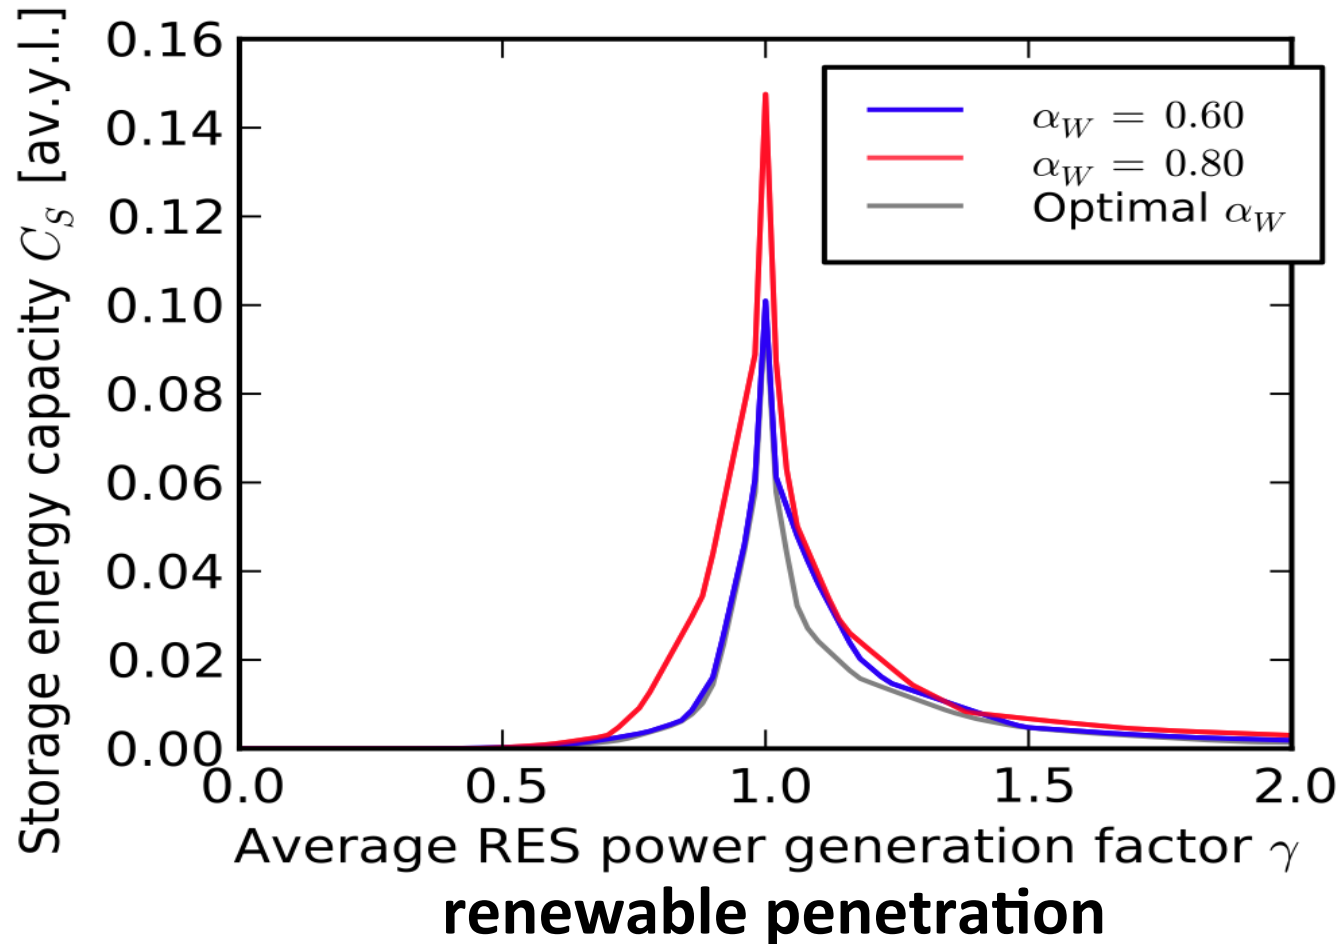 Storage energy capacity C_S [av.y.l.]
0.16
0.14
0.12
0.10
0.08
0.06
0.04
0.02
0.00
α_W = 0.60
α_W = 0.80
Optimal α_W
0.0 0.5 1.0 1.5 2.0
Average RES power generation factor γ
renewable penetration